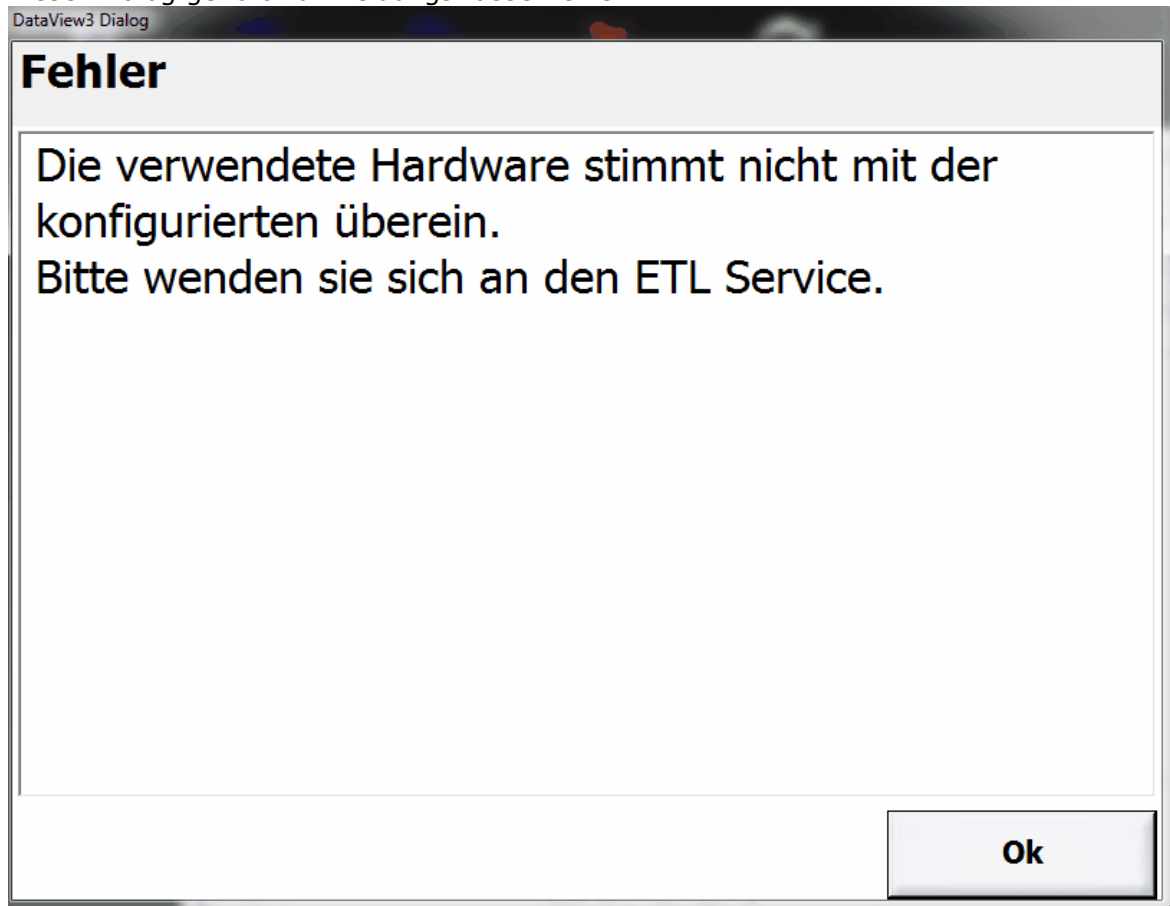 DataView3 Dialog
Fehler
Die verwendete Hardware stimmt nicht mit der
konfigurierten überein.
Bitte wenden sie sich an den ETL Service.
Ok